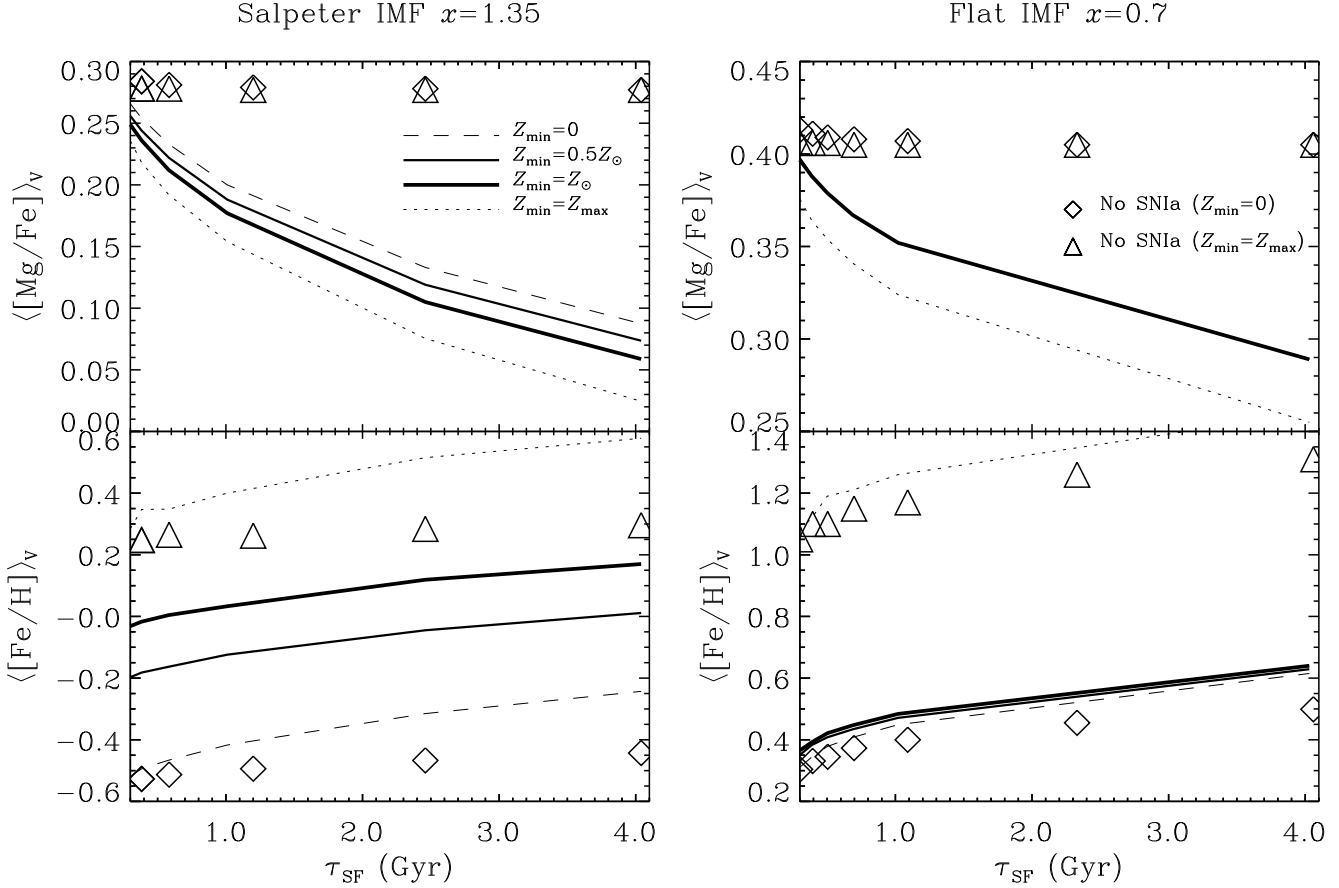 Salpeter IMF x=1.35
Flat IMF x=0.7
0.30
0.25
0.20
0.15
0.10
0.05
0.00
⟨[Mg/Fe]⟩V
Zmin=0
Zmin=0.5Z⊙
Zmin=Z⊙
Zmin=Zmax
0.45
0.40
0.35
0.30
0.25
⟨[Mg/Fe]⟩V
No SNIa (Zmin=0)
No SNIa (Zmin=Zmax)
0.6
0.4
0.2
−0.0
−0.2
−0.4
−0.6
⟨[Fe/H]⟩V
1.0
2.0
3.0
4.0
τSF (Gyr)
1.4
1.2
1.0
0.8
0.6
0.4
0.2
⟨[Fe/H]⟩V
1.0
2.0
3.0
4.0
τSF (Gyr)